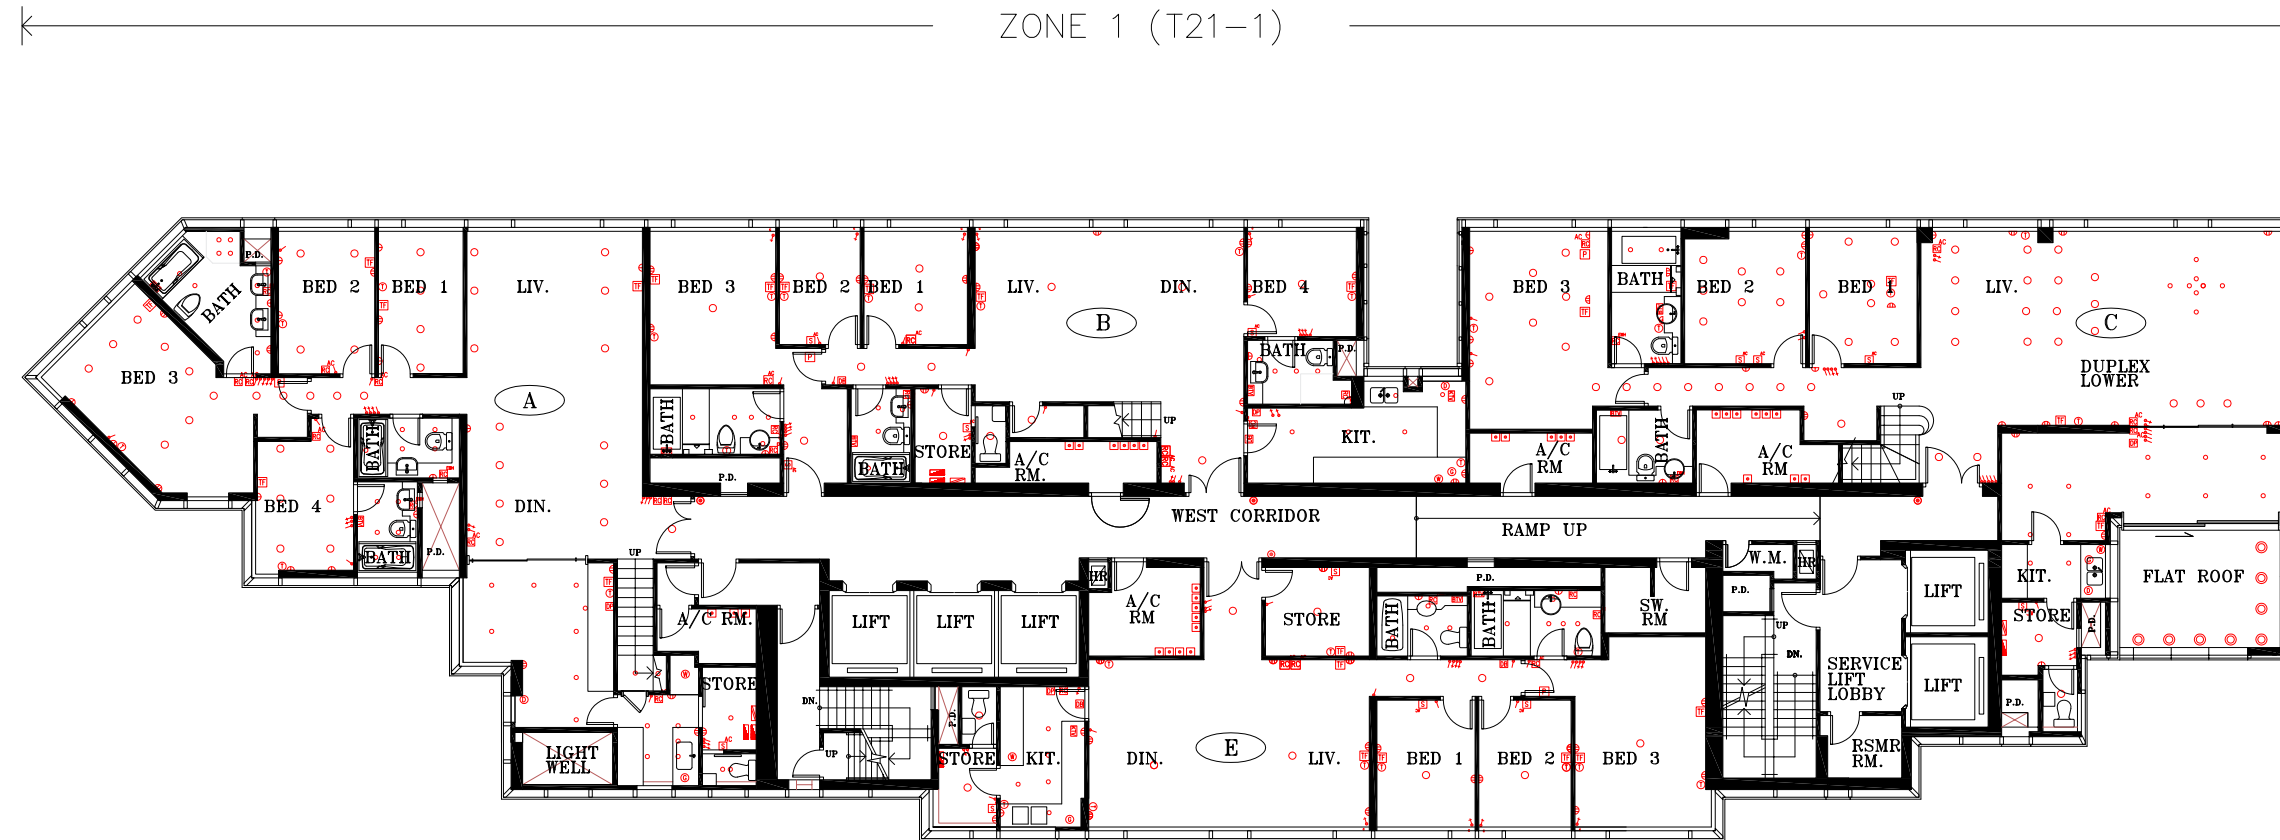 ZONE 1 (T21-1)
P.D.
BATH
BED 2
BED 1
LIV.
BED 3
BED 2
BED 1
LIV.
DIN.
BED 4
BED 3
BATH
BED 2
BED 1
LIV.
B
C
BED 3
A
BATH
P.D.
DUPLEX
LOWER
UP
BATH
BATH
STORE
UP
KIT.
BATH
BATH
A/C
RM.
A/C
RM
A/C
RM
P.D.
BED 4
DIN.
WEST CORRIDOR
RAMP UP
BATH
P.D.
UP
W.M.
HR
HR
P.D.
KIT.
FLAT ROOF
A/C RM.
LIFT
LIFT
LIFT
A/C
RM
STORE
BATH
BATH
SW.
RM
P.D.
LIFT
STORE
P.D.
UP
DN.
SERVICE
LIFT
LOBBY
LIFT
STORE
DN.
P.D.
P.D.
LIGHT
WELL
UP
STORE
KIT.
DIN.
E
LIV.
BED 1
BED 2
BED 3
RSMR
RM.